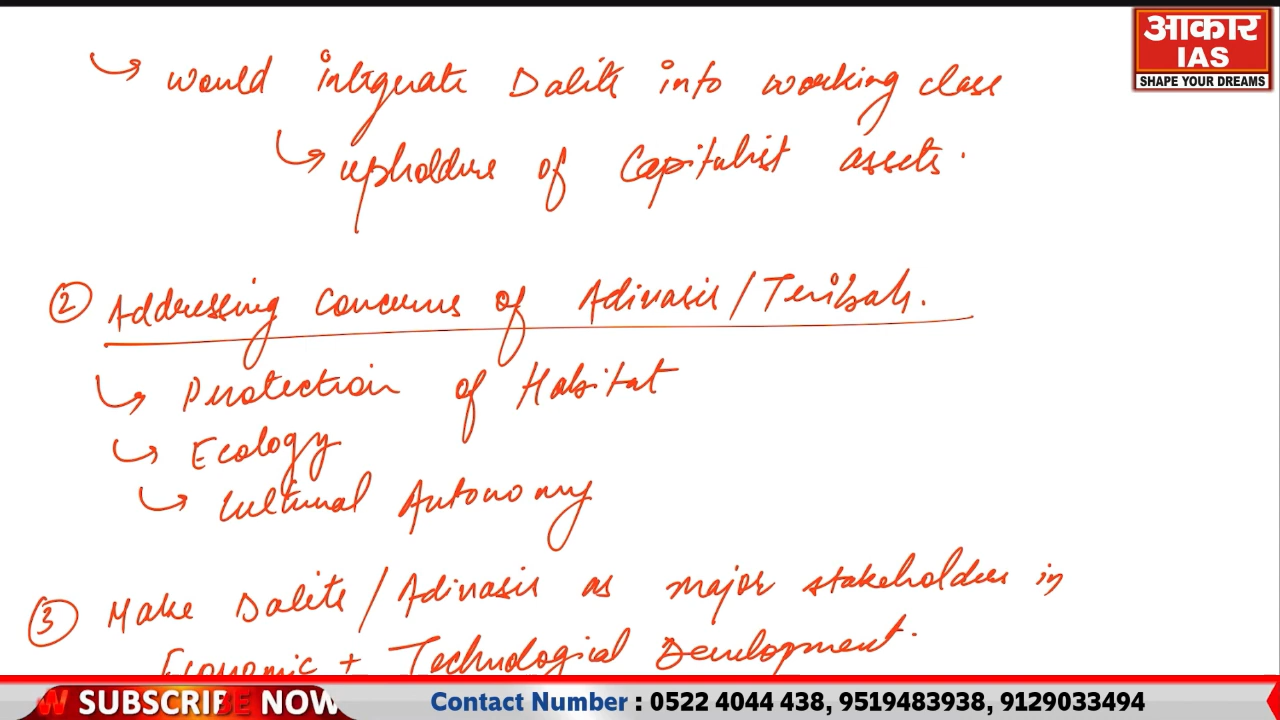 आकार
IAS
SHAPE YOUR DREAMS
would integrate Dalits into working class
upholders of Capitalist assets.
② Addressing concerns of Adivasis/Teribals.
Protection of Habitat
Ecology
Cultural Autonomy
③ Make Dalits/Adivasis as major stakeholders in
Economic + Technological Development.
W SUBSCRIBE NOW
Contact Number : 0522 4044 438, 9519483938, 9129033494